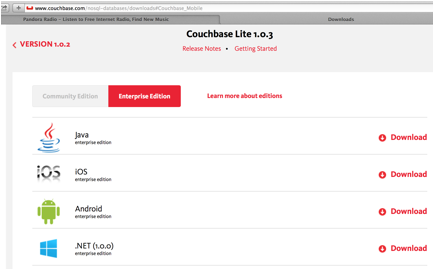 www.couchbase.com/nosql-databases/downloads#Couchbase_Mobile
Pandora Radio – Listen to Free Internet Radio, Find New Music
Downloads
Couchbase Lite 1.0.3
VERSION 1.0.2
Release Notes • Getting Started
Community Edition
Enterprise Edition
Learn more about editions
Java
enterprise edition
Download
iOS
iOS
enterprise edition
Download
Android
enterprise edition
Download
.NET (1.0.0)
enterprise edition
Download